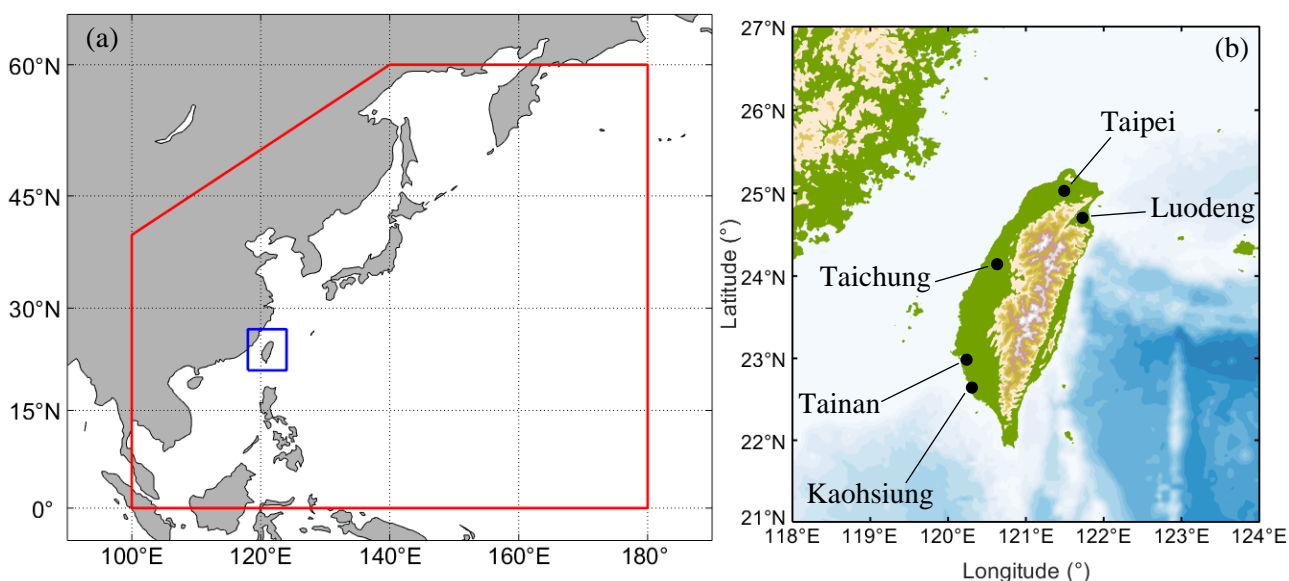 (a)
60°N
45°N
30°N
15°N
0°
100°E
120°E
140°E
160°E
180°E
(b)
27°N
26°N
25°N
24°N
23°N
22°N
21°N
Latitude (°)
Taipei
Luodeng
Taichung
Tainan
Kaohsiung
118°E
119°E
120°E
121°E
122°E
123°E
124°E
Longitude (°)